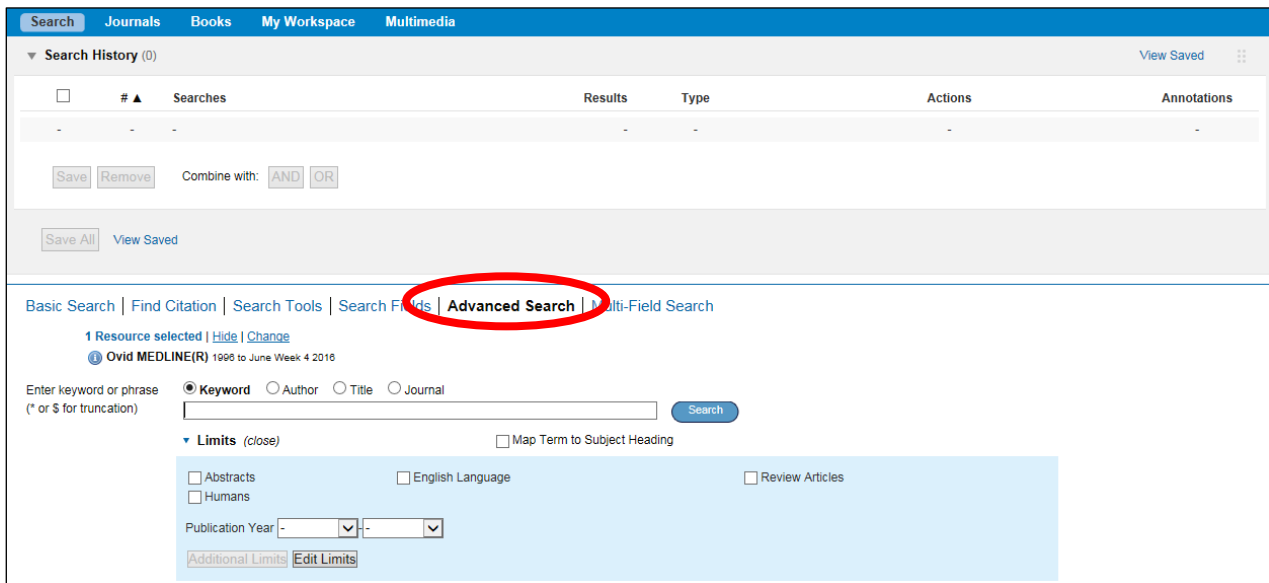 Search Journals Books My Workspace Multimedia
▼ Search History (0) View Saved
# ▲ Searches Results Type Actions Annotations
- - - - - - -
Save Remove Combine with: AND OR
Save All View Saved
Basic Search | Find Citation | Search Tools | Search Fields | Advanced Search | Multi-Field Search
1 Resource selected | Hide | Change
Ovid MEDLINE(R) 1996 to June Week 4 2016
Enter keyword or phrase Keyword Author Title Journal
(* or $ for truncation) Search
▼ Limits (close) Map Term to Subject Heading
Abstracts English Language Review Articles
Humans
Publication Year - - -
Additional Limits Edit Limits